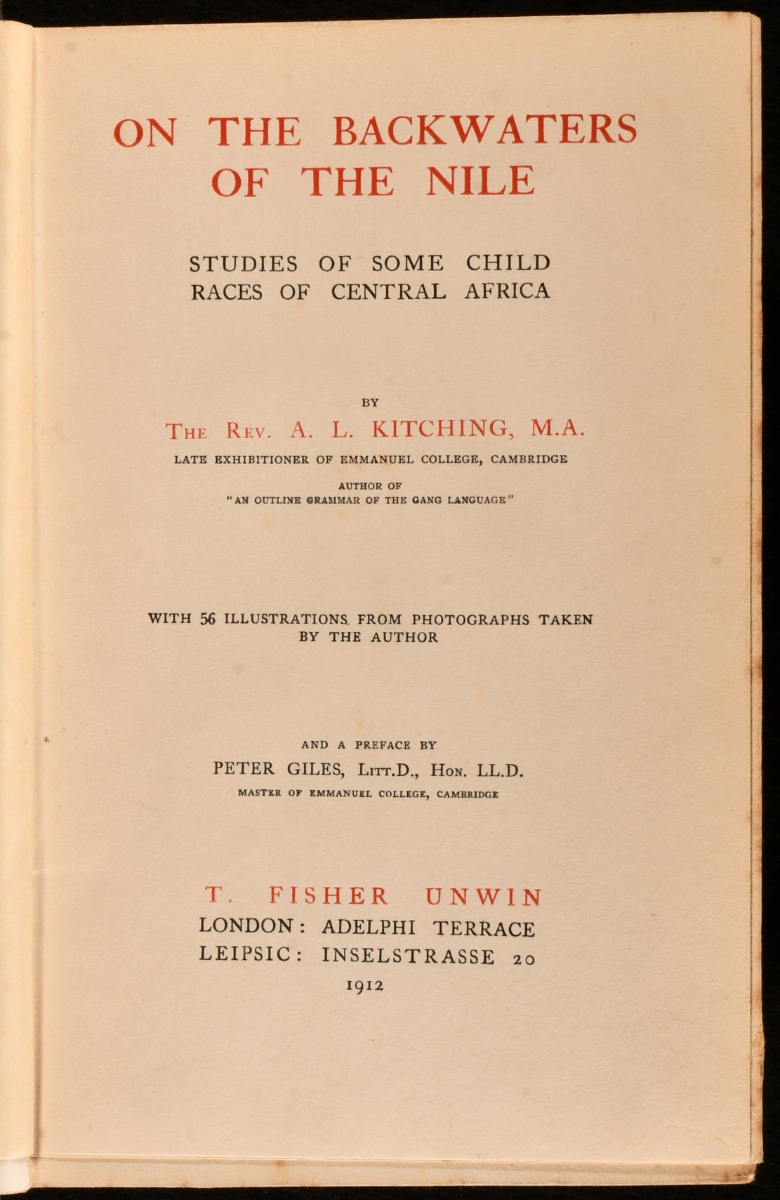 ON THE BACKWATERS
OF THE NILE
STUDIES OF SOME CHILD
RACES OF CENTRAL AFRICA
BY
THE REV. A. L. KITCHING, M.A.
LATE EXHIBITIONER OF EMMANUEL COLLEGE, CAMBRIDGE
AUTHOR OF
"AN OUTLINE GRAMMAR OF THE GANG LANGUAGE"
WITH 56 ILLUSTRATIONS FROM PHOTOGRAPHS TAKEN
BY THE AUTHOR
AND A PREFACE BY
PETER GILES, LITT.D., HON. LL.D.
MASTER OF EMMANUEL COLLEGE, CAMBRIDGE
T. FISHER UNWIN
LONDON: ADELPHI TERRACE
LEIPSIC: INSELSTRASSE 20
1912